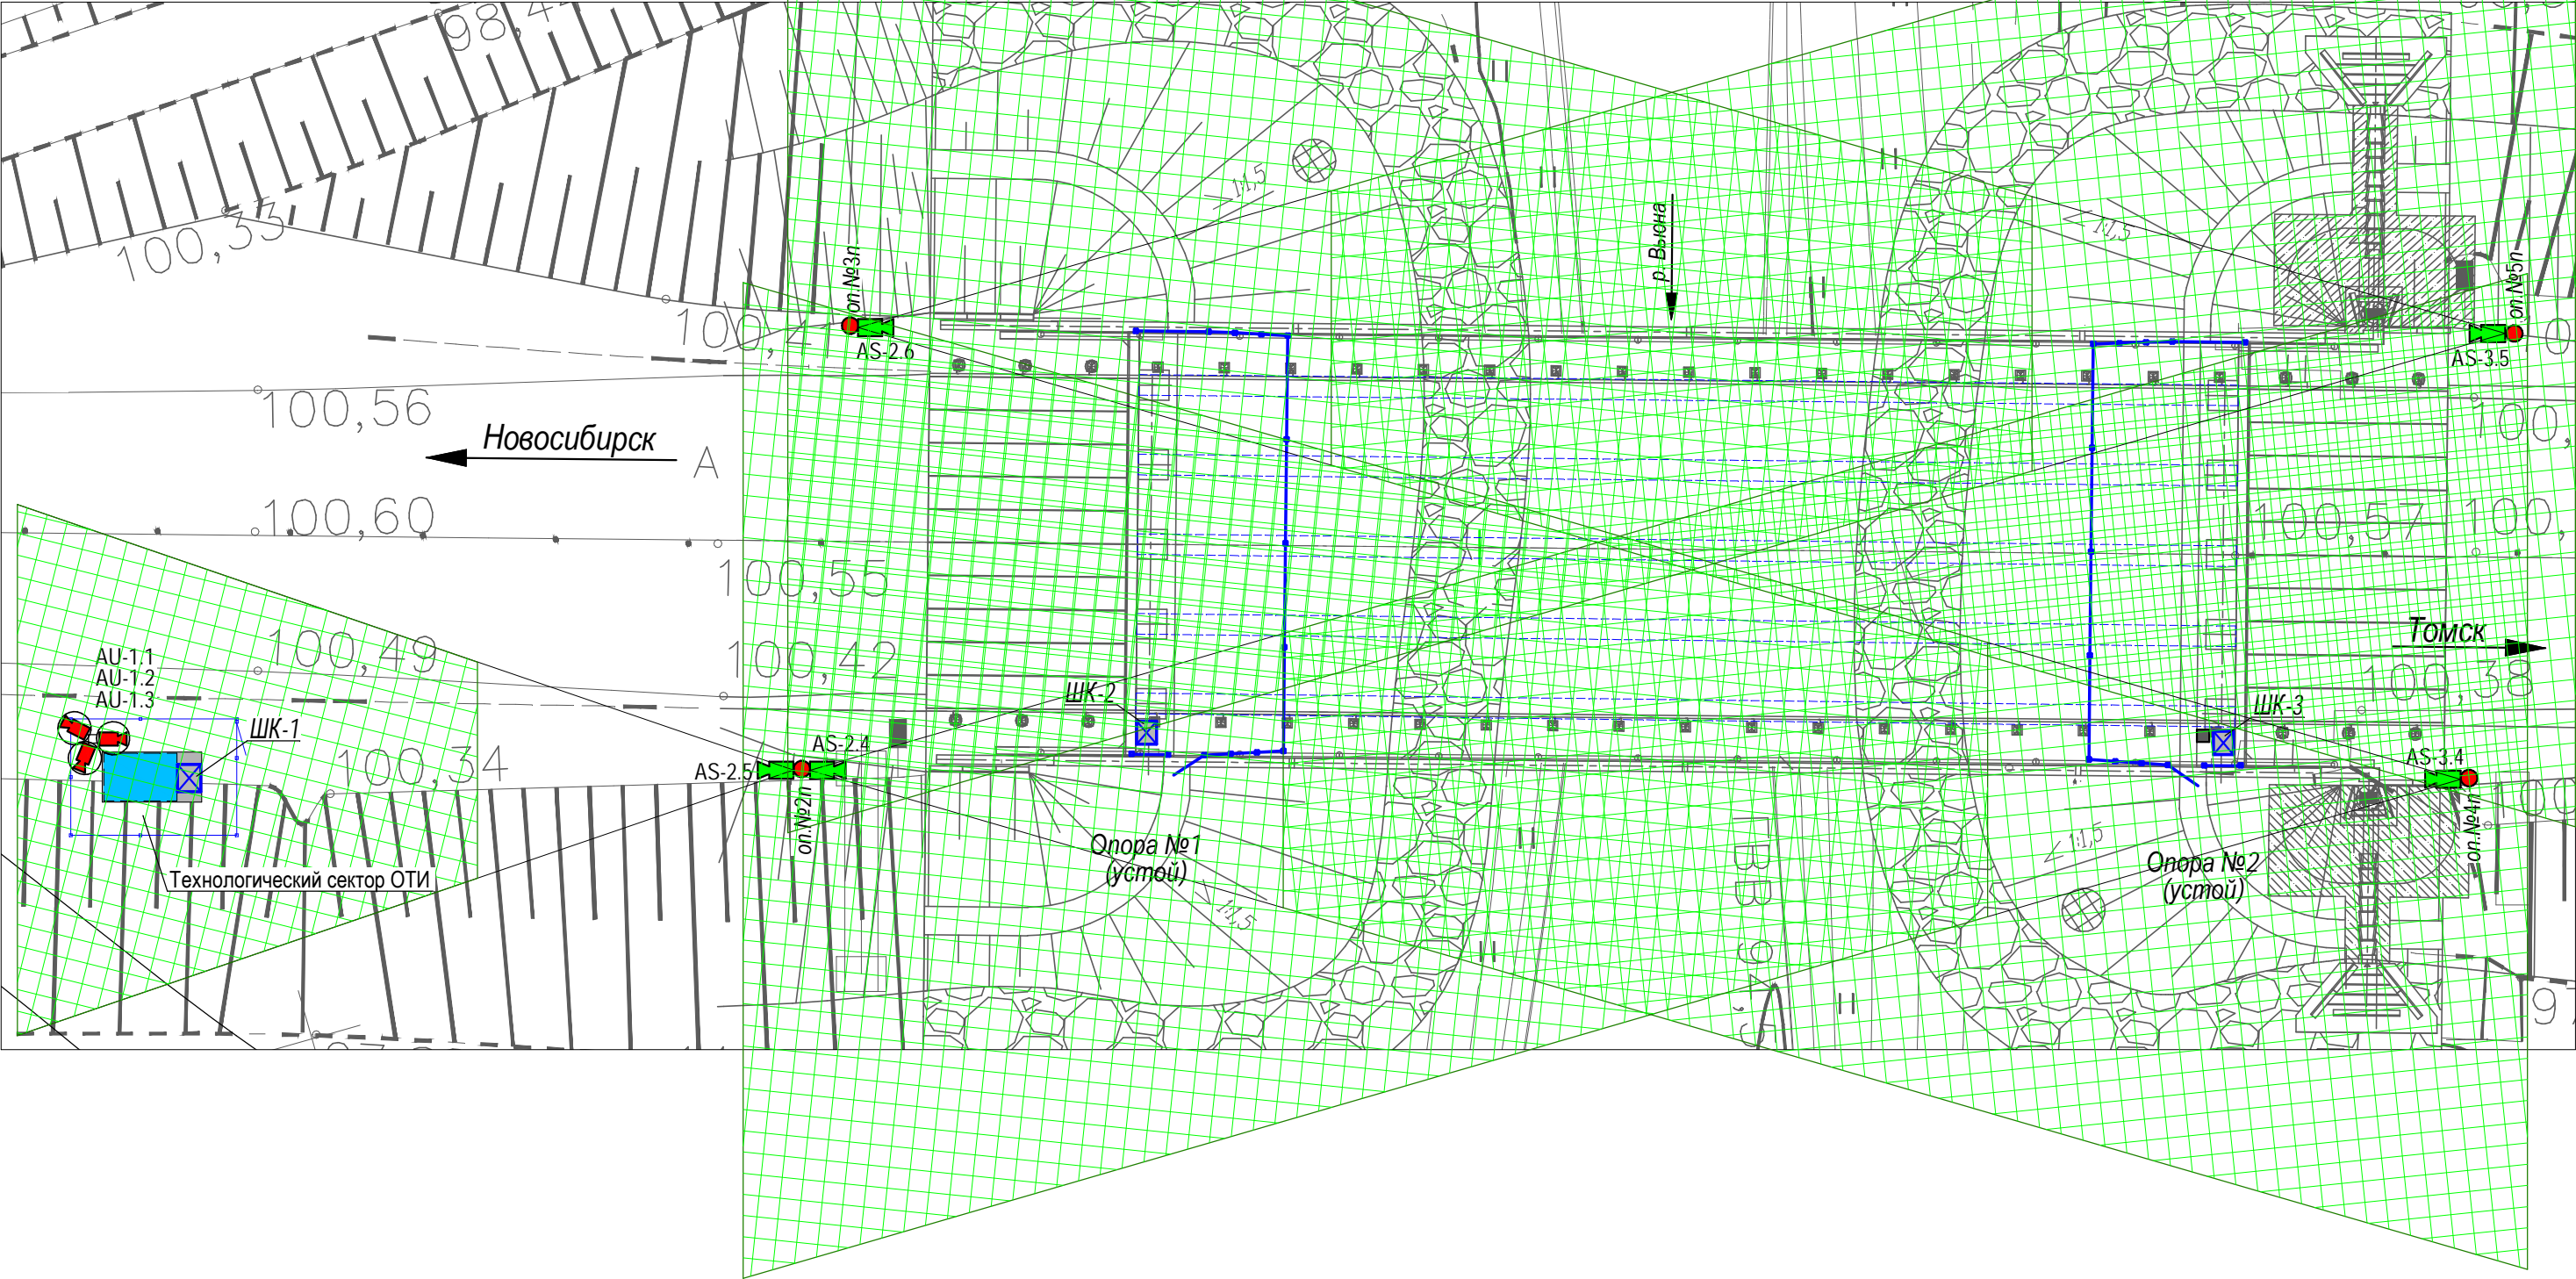 98,4
100,33
оп.№3п
AS-2.6
1:1,5
р. Вьюна
1:1,5
оп.№5п
AS-3.5
100,56
Новосибирск
А
100,60
100,55
100,57
100,
100,
100,49
100,42
Томск
100,38
AU-1.1
AU-1.2
AU-1.3
ШК-1
ШК-2
ШК-3
100,34
AS-2.4
AS-2.5
AS-3.4
оп.№2п
оп.№4п
Технологический сектор ОТИ
Опора №1
(устой)
1:1,5
Опора №2
(устой)
1:1,5